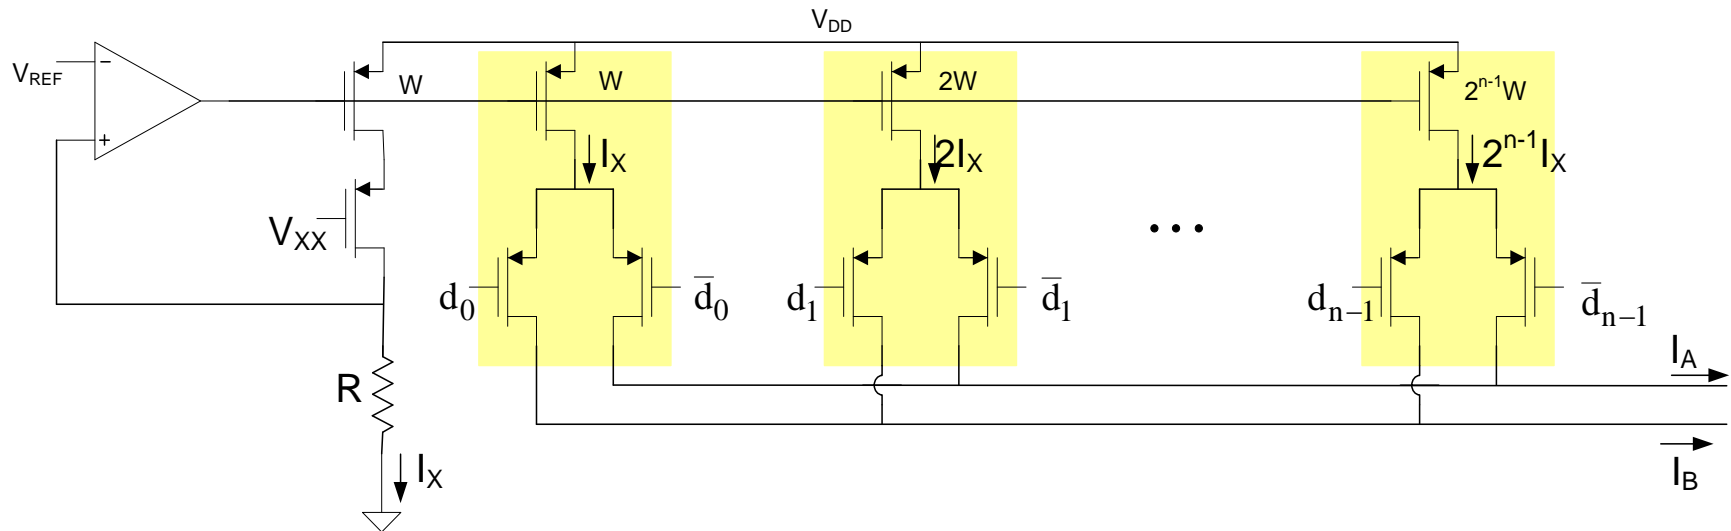 V_DD
V_REF
−
+
W
W
2W
2^{n-1}W
I_X
2I_X
2^{n-1}I_X
V_XX
d_0
d̅_0
d_1
d̅_1
...
d_{n−1}
d̅_{n−1}
R
I_X
I_A
I_B